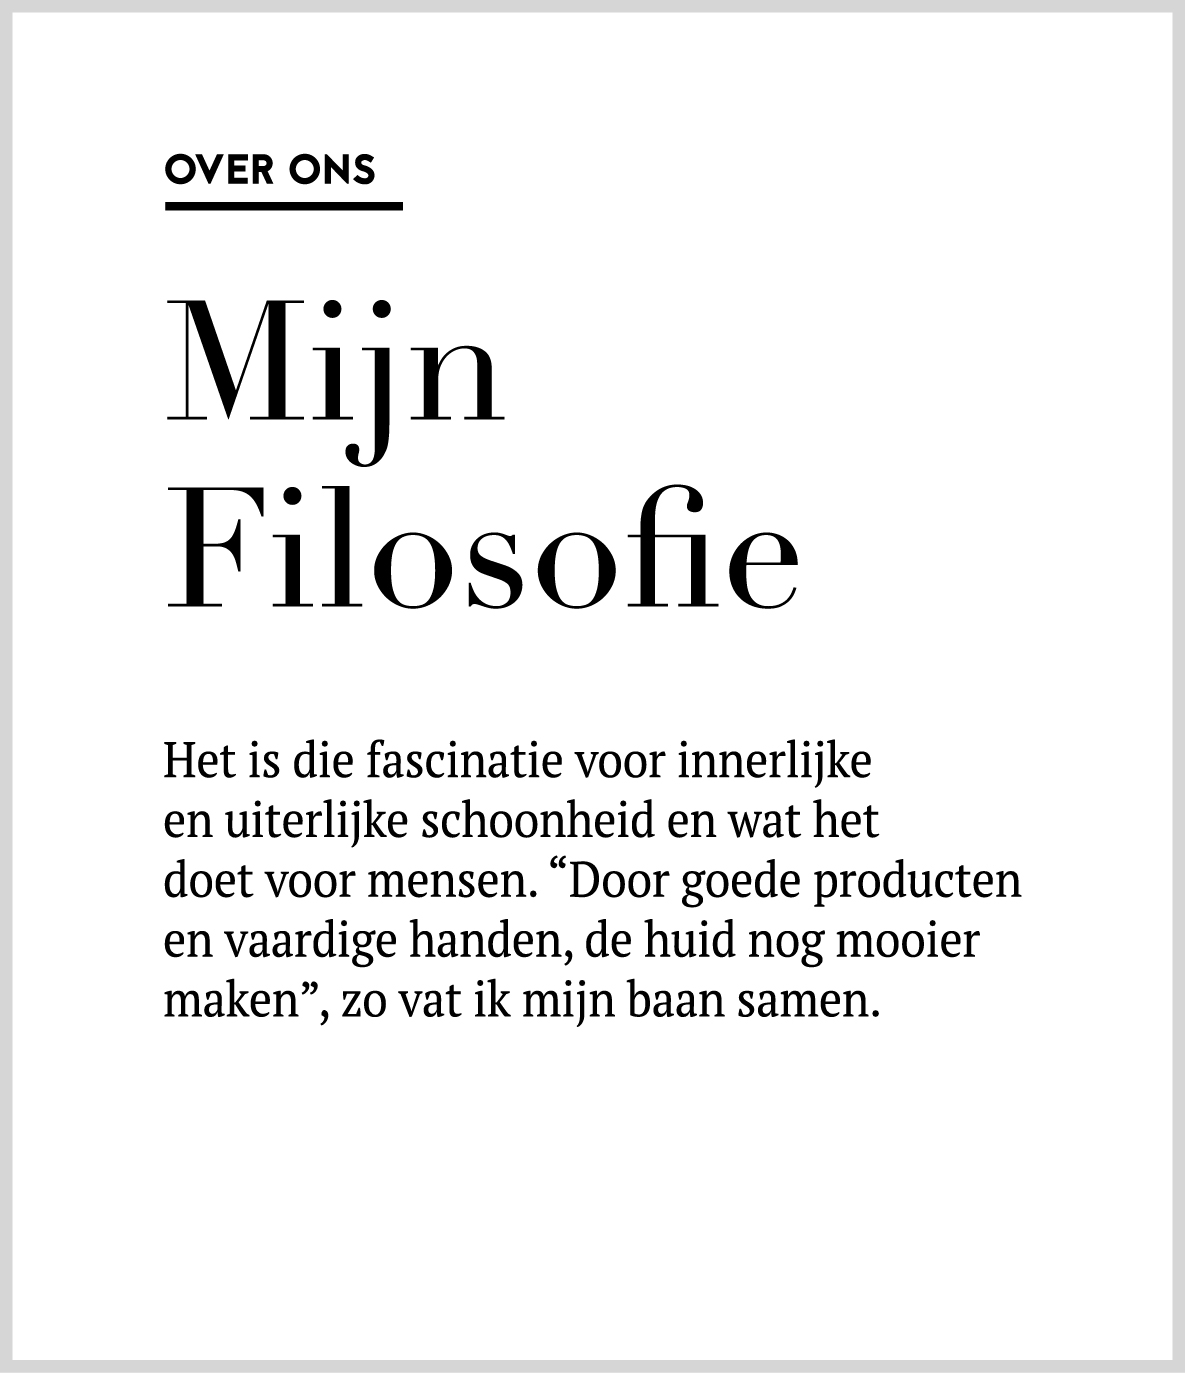 OVER ONS
Mijn
Filosofie
Het is die fascinatie voor innerlijke
en uiterlijke schoonheid en wat het
doet voor mensen. “Door goede producten
en vaardige handen, de huid nog mooier
maken”, zo vat ik mijn baan samen.